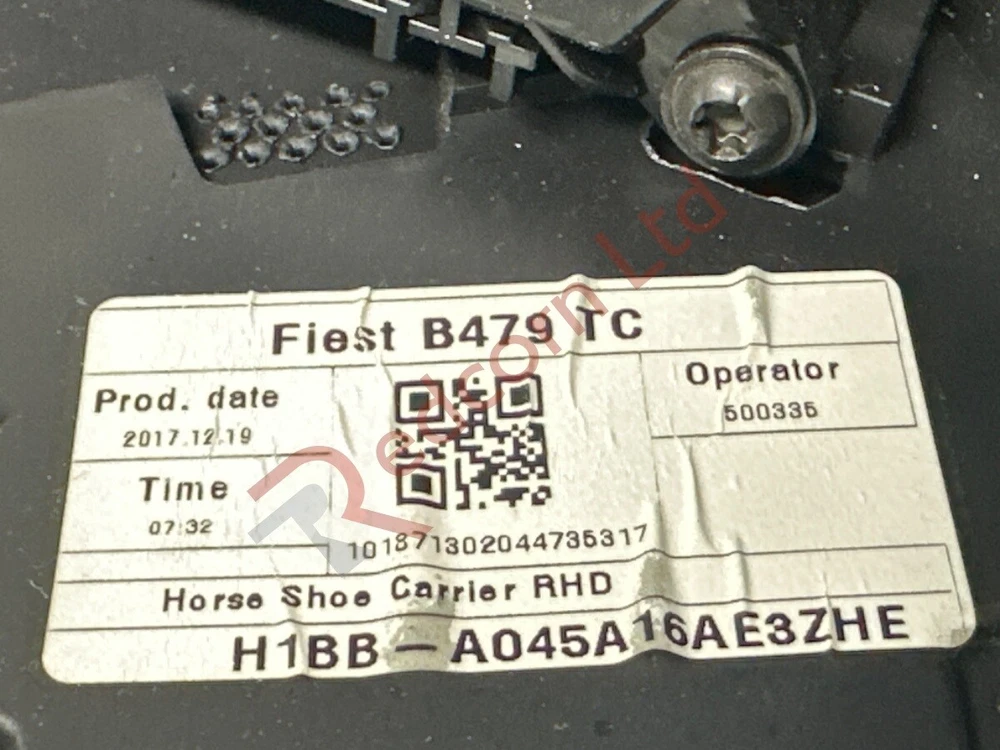 Fiest B479 TC
Prod. date
2017.12.19
Operator
500335
Time
07:32
101871302044735317
Horse Shoe Carrier RHD
H1BB - A045A16AE3ZHE
Redcorn Ltd